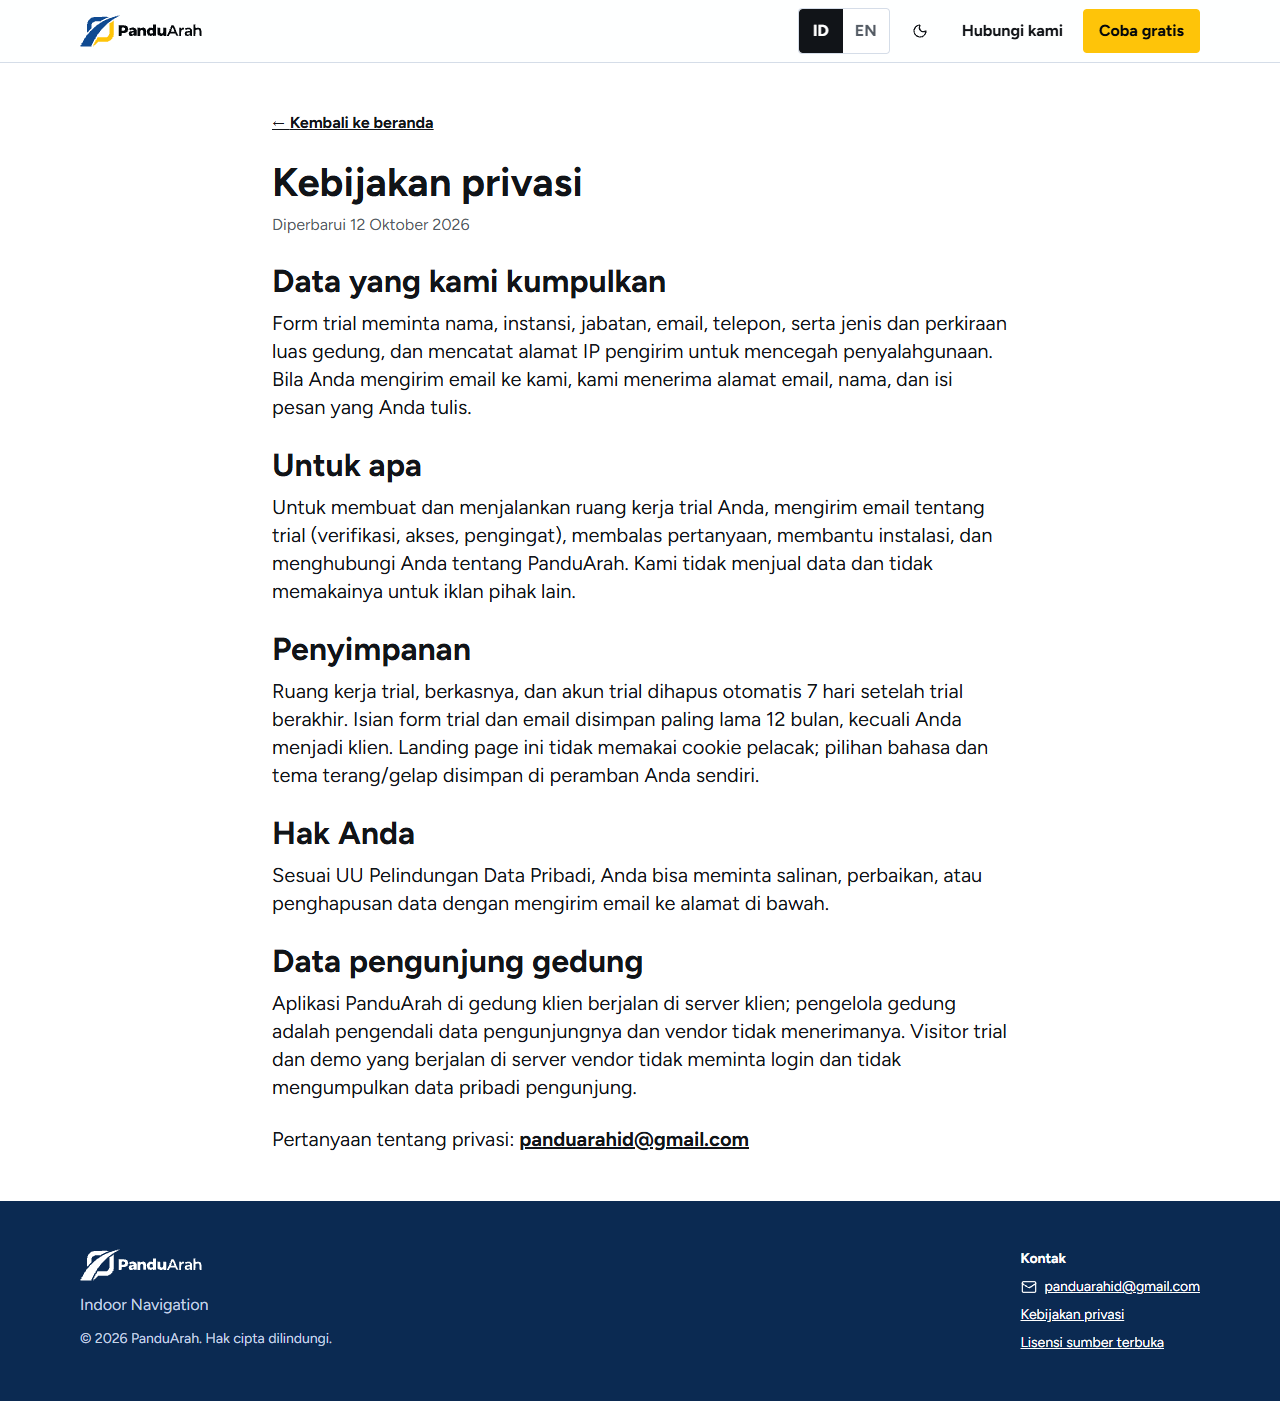 PanduArah
ID EN Hubungi kami Coba gratis
← Kembali ke beranda
Kebijakan privasi
Diperbarui 12 Oktober 2026
Data yang kami kumpulkan
Form trial meminta nama, instansi, jabatan, email, telepon, serta jenis dan perkiraan
luas gedung, dan mencatat alamat IP pengirim untuk mencegah penyalahgunaan.
Bila Anda mengirim email ke kami, kami menerima alamat email, nama, dan isi
pesan yang Anda tulis.
Untuk apa
Untuk membuat dan menjalankan ruang kerja trial Anda, mengirim email tentang
trial (verifikasi, akses, pengingat), membalas pertanyaan, membantu instalasi, dan
menghubungi Anda tentang PanduArah. Kami tidak menjual data dan tidak
memakainya untuk iklan pihak lain.
Penyimpanan
Ruang kerja trial, berkasnya, dan akun trial dihapus otomatis 7 hari setelah trial
berakhir. Isian form trial dan email disimpan paling lama 12 bulan, kecuali Anda
menjadi klien. Landing page ini tidak memakai cookie pelacak; pilihan bahasa dan
tema terang/gelap disimpan di peramban Anda sendiri.
Hak Anda
Sesuai UU Pelindungan Data Pribadi, Anda bisa meminta salinan, perbaikan, atau
penghapusan data dengan mengirim email ke alamat di bawah.
Data pengunjung gedung
Aplikasi PanduArah di gedung klien berjalan di server klien; pengelola gedung
adalah pengendali data pengunjungnya dan vendor tidak menerimanya. Visitor trial
dan demo yang berjalan di server vendor tidak meminta login dan tidak
mengumpulkan data pribadi pengunjung.
Pertanyaan tentang privasi: panduarahid@gmail.com
PanduArah
Indoor Navigation
© 2026 PanduArah. Hak cipta dilindungi.
Kontak
panduarahid@gmail.com
Kebijakan privasi
Lisensi sumber terbuka